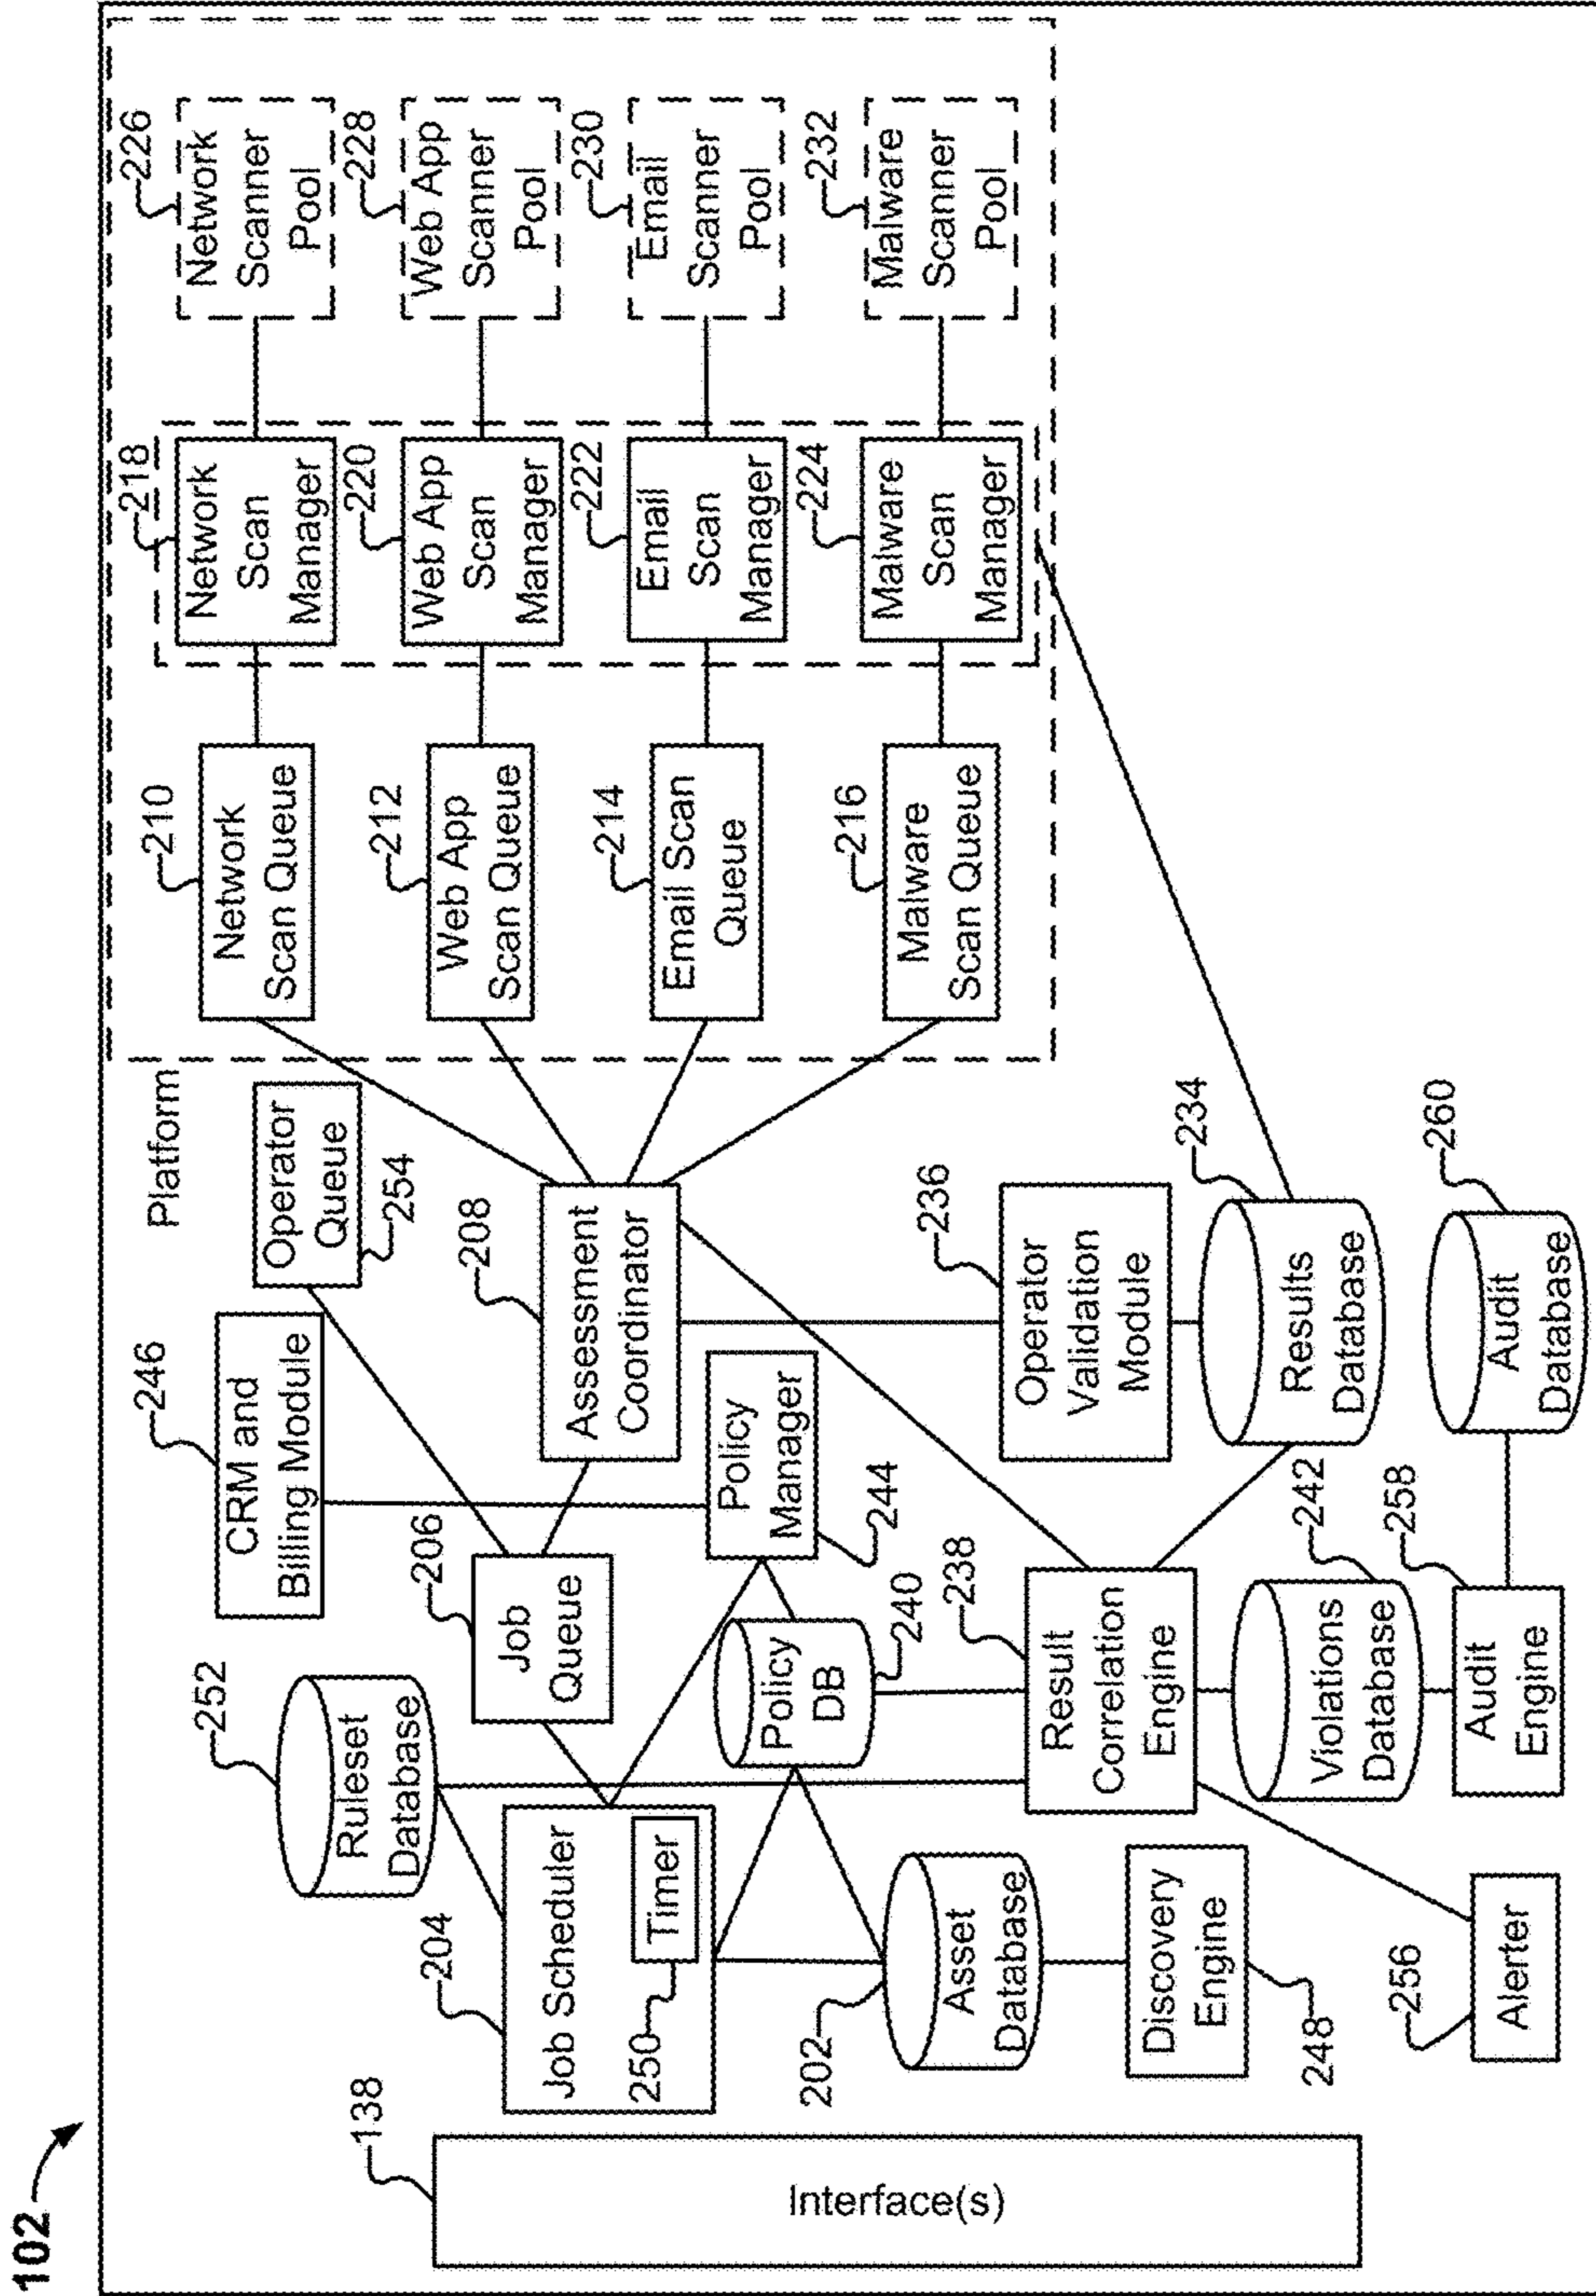 102
Platform
138
Interface(s)
204
Job Scheduler
250
Timer
252
Ruleset
Database
206
Job
Queue
246
CRM and
Billing Module
Operator
Queue
254
208
Assessment
Coordinator
Policy
Manager
244
Policy
DB
240
202
Asset
Database
Discovery
Engine
248
238
Result
Correlation
Engine
236
Operator
Validation
Module
234
Results
Database
242
Violations
Database
258
Audit
Engine
260
Audit
Database
256
Alerter
210
Network
Scan Queue
212
Web App
Scan Queue
214
Email Scan
Queue
216
Malware
Scan Queue
218
Network
Scan
Manager
220
Web App
Scan
Manager
222
Email
Scan
Manager
224
Malware
Scan
Manager
226
Network
Scanner
Pool
228
Web App
Scanner
Pool
230
Email
Scanner
Pool
232
Malware
Scanner
Pool